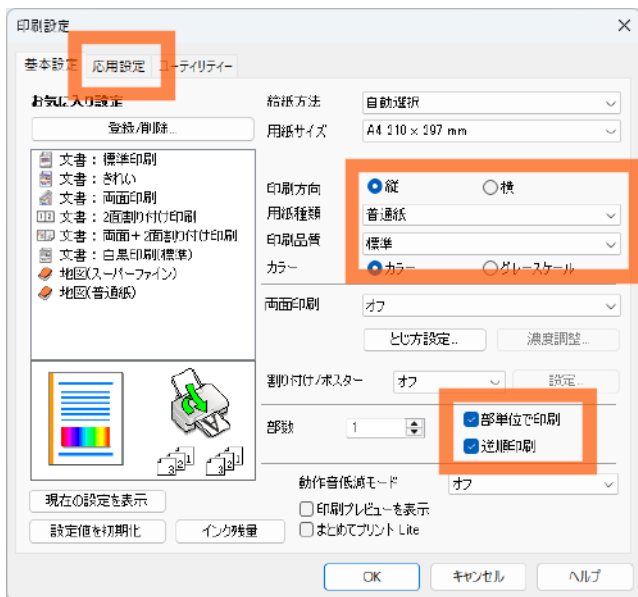 印刷設定
基本設定 応用設定 ユーティリティー
お気に入り設定
登録/削除...
文書：標準印刷
文書：きれい
文書：両面印刷
文書：2面割り付け印刷
文書：両面＋2面割り付け印刷
文書：白黒印刷(標準)
地図(スーパーファイン)
地図(普通紙)
現在の設定を表示
設定値を初期化 インク残量
給紙方法 自動選択
用紙サイズ A4 210 × 297 mm
印刷方向 縦 横
用紙種類 普通紙
印刷品質 標準
カラー カラー グレースケール
両面印刷 オフ
とじ方設定... 濃度調整...
割り付け/ポスター オフ 設定...
部数 1 部単位で印刷
逆順印刷
動作音低減モード オフ
印刷プレビューを表示
まとめてプリント Lite
OK キャンセル ヘルプ